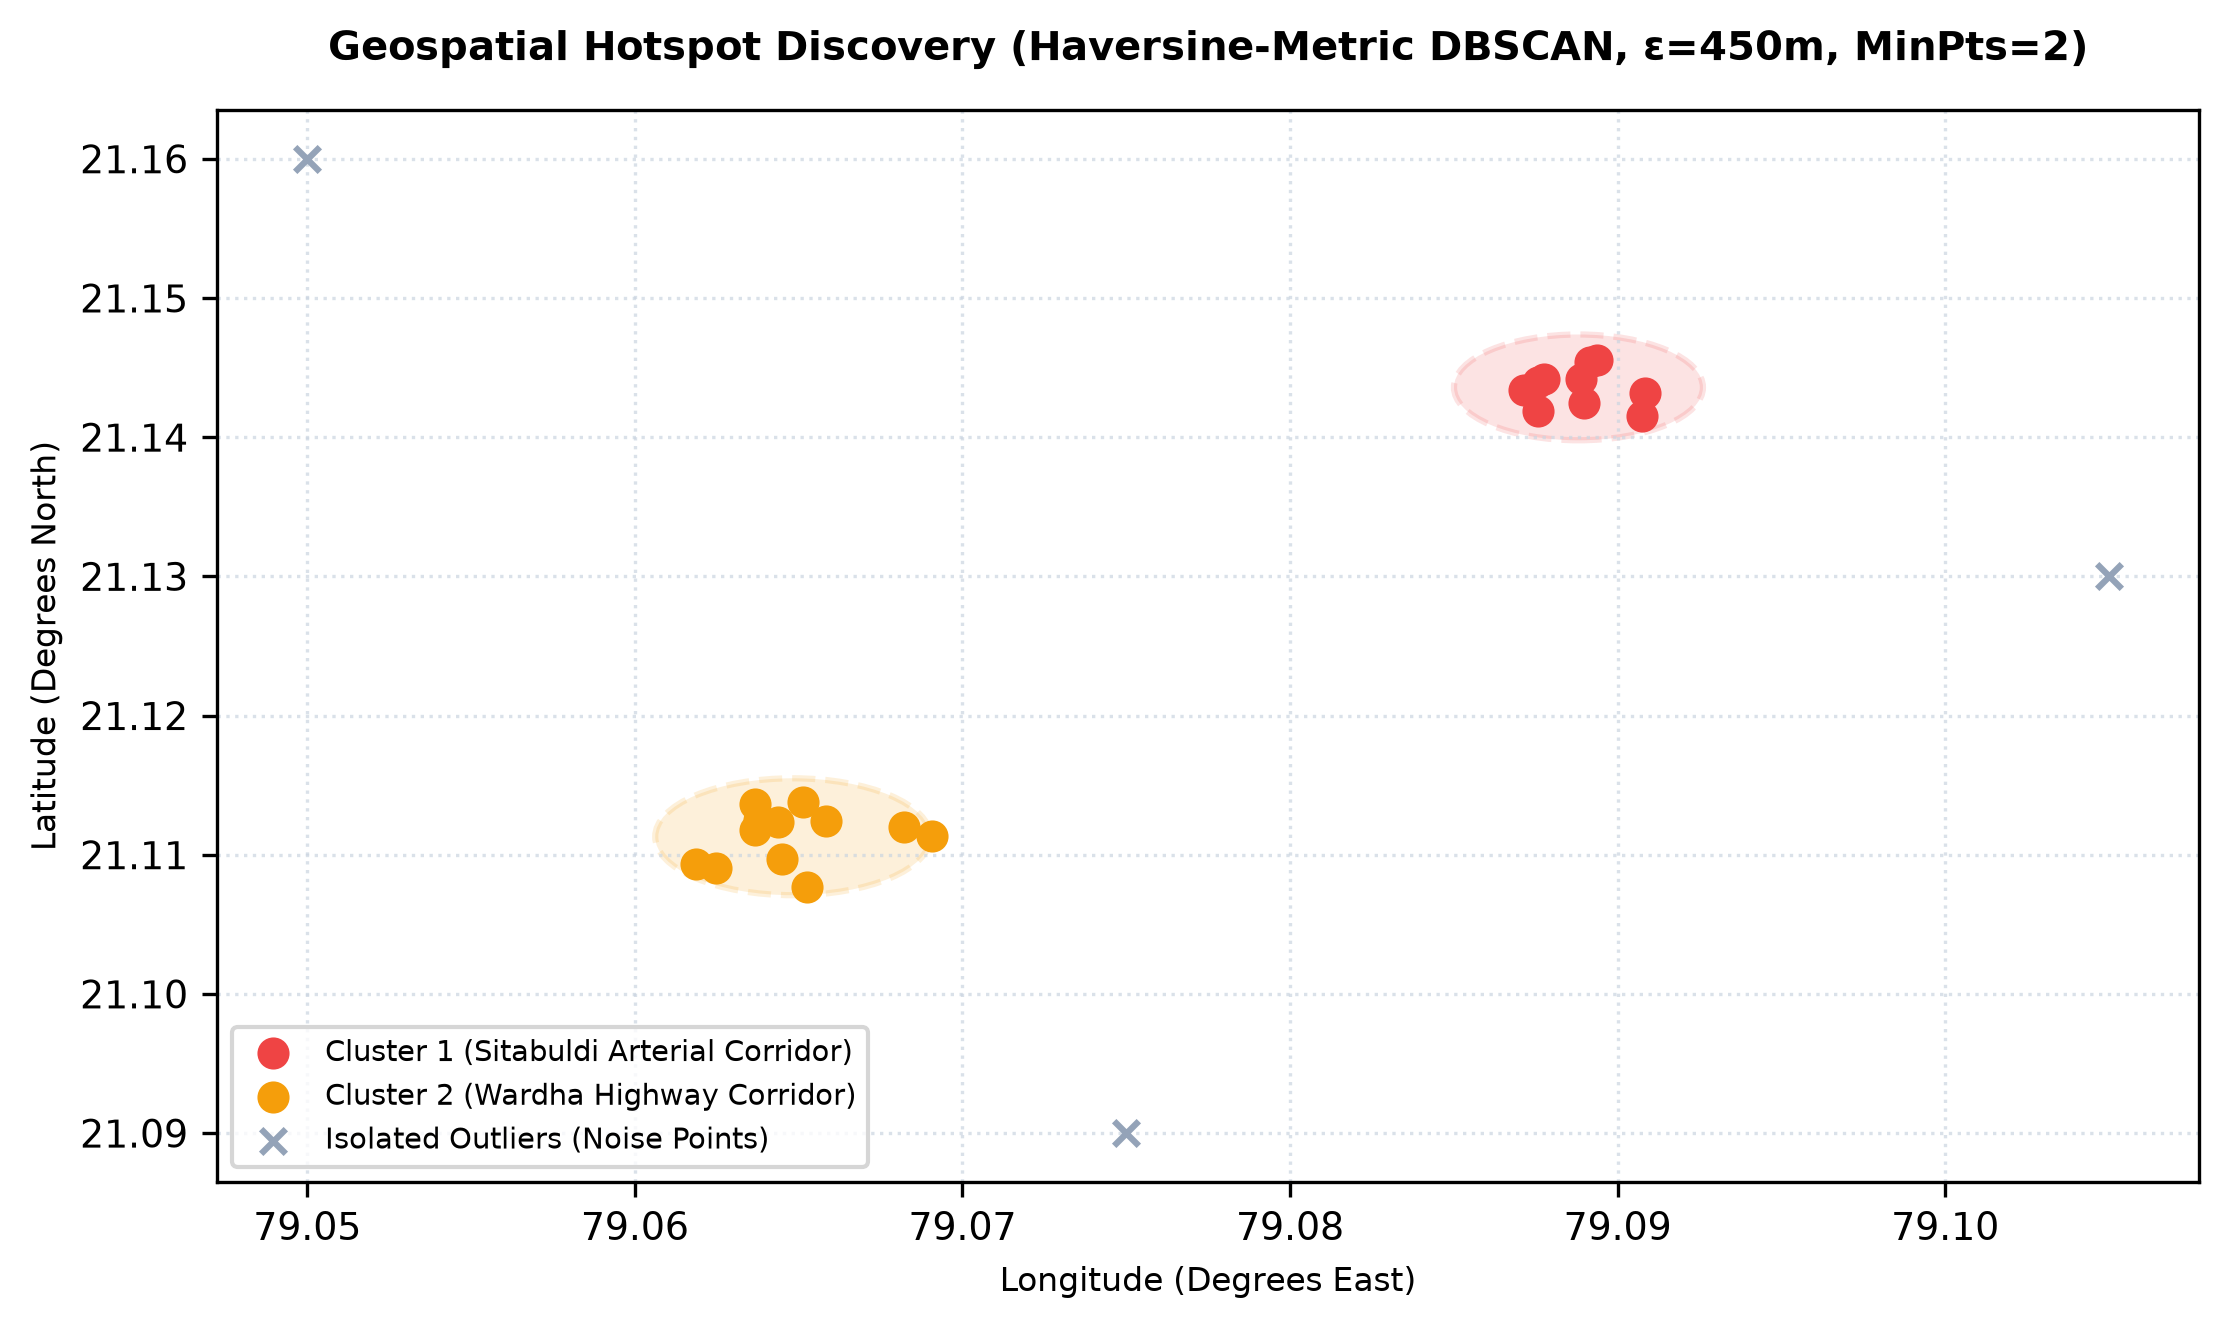 Geospatial Hotspot Discovery (Haversine-Metric DBSCAN, ε=450m, MinPts=2)
21.16
21.15
21.14
21.13
21.12
21.11
21.10
21.09
Latitude (Degrees North)
Cluster 1 (Sitabuldi Arterial Corridor)
Cluster 2 (Wardha Highway Corridor)
Isolated Outliers (Noise Points)
79.05 79.06 79.07 79.08 79.09 79.10
Longitude (Degrees East)